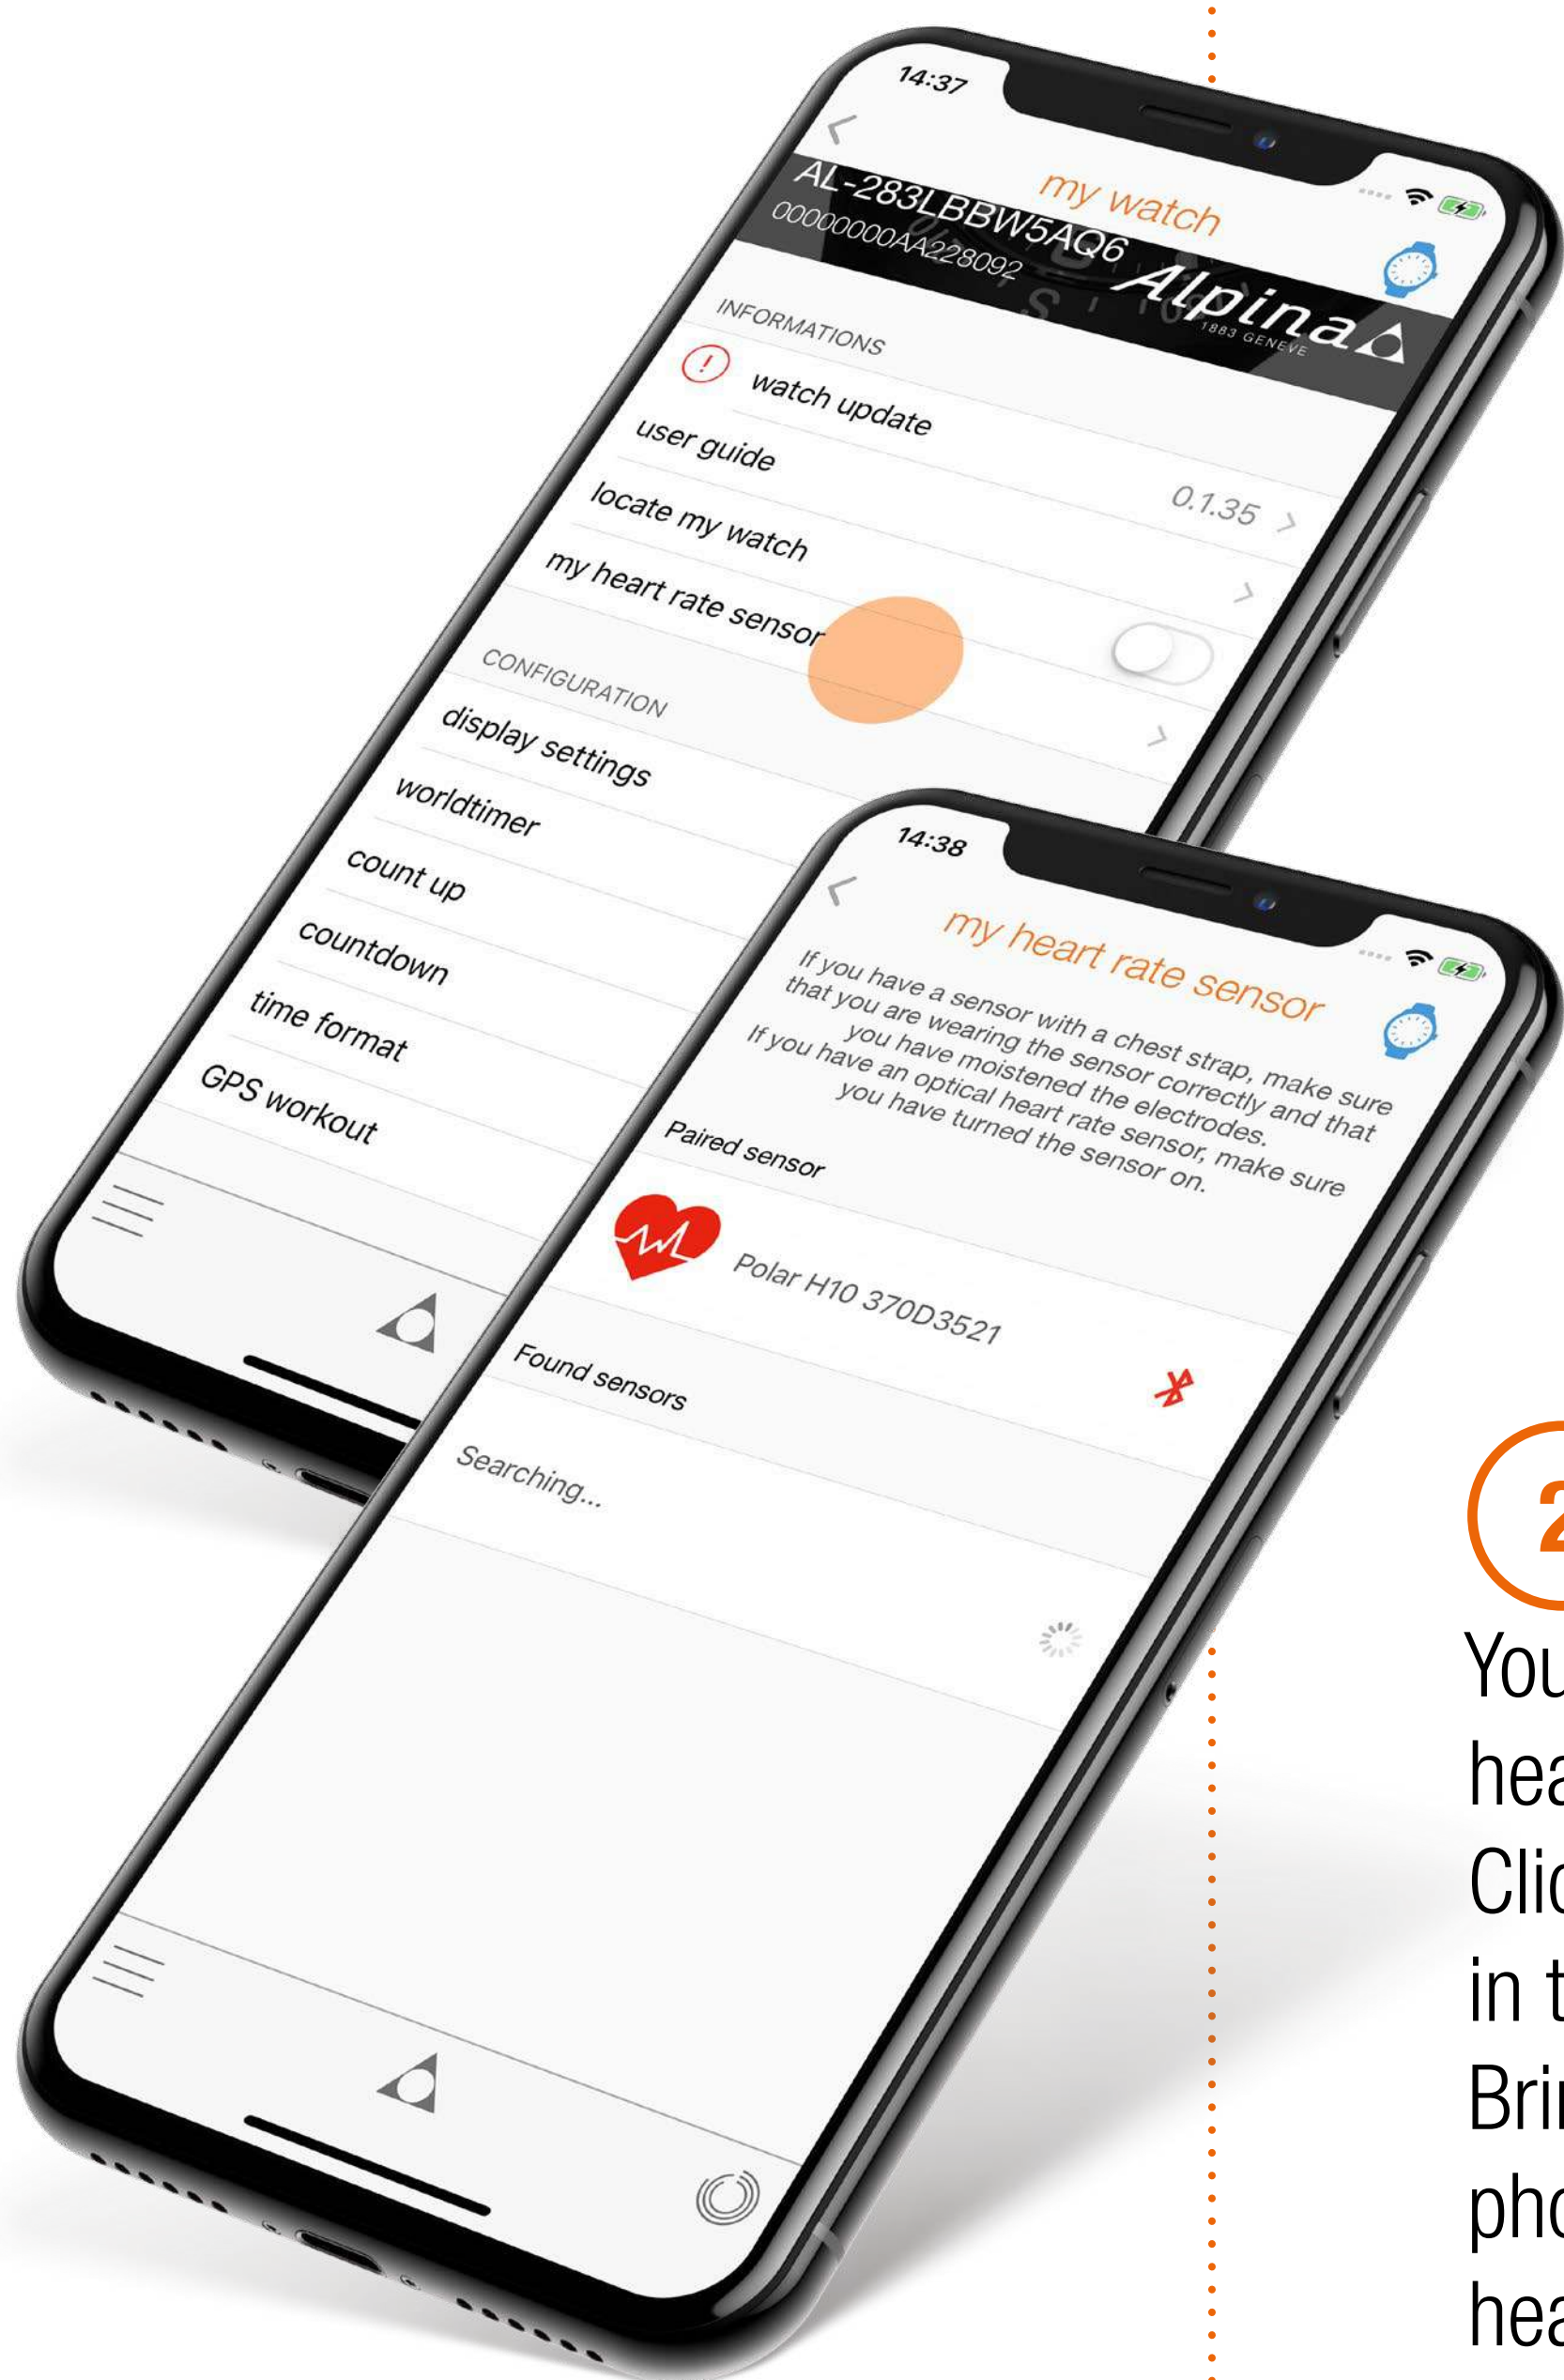 14:37
my watch
AL-283LBBW5AQ6
00000000AA228092
Alpina
1883 GENEVE
INFORMATIONS
watch update
0.1.35
user guide
locate my watch
my heart rate sensor
CONFIGURATION
display settings
worldtimer
count up
countdown
time format
GPS workout
14:38
my heart rate sensor
If you have a sensor with a chest strap, make sure
that you are wearing the sensor correctly and that
you have moistened the electrodes.
If you have an optical heart rate sensor, make sure
you have turned the sensor on.
Paired sensor
Polar H10 370D3521
Found sensors
Searching...
2
You
hea
Clic
in t
Brin
pho
hea